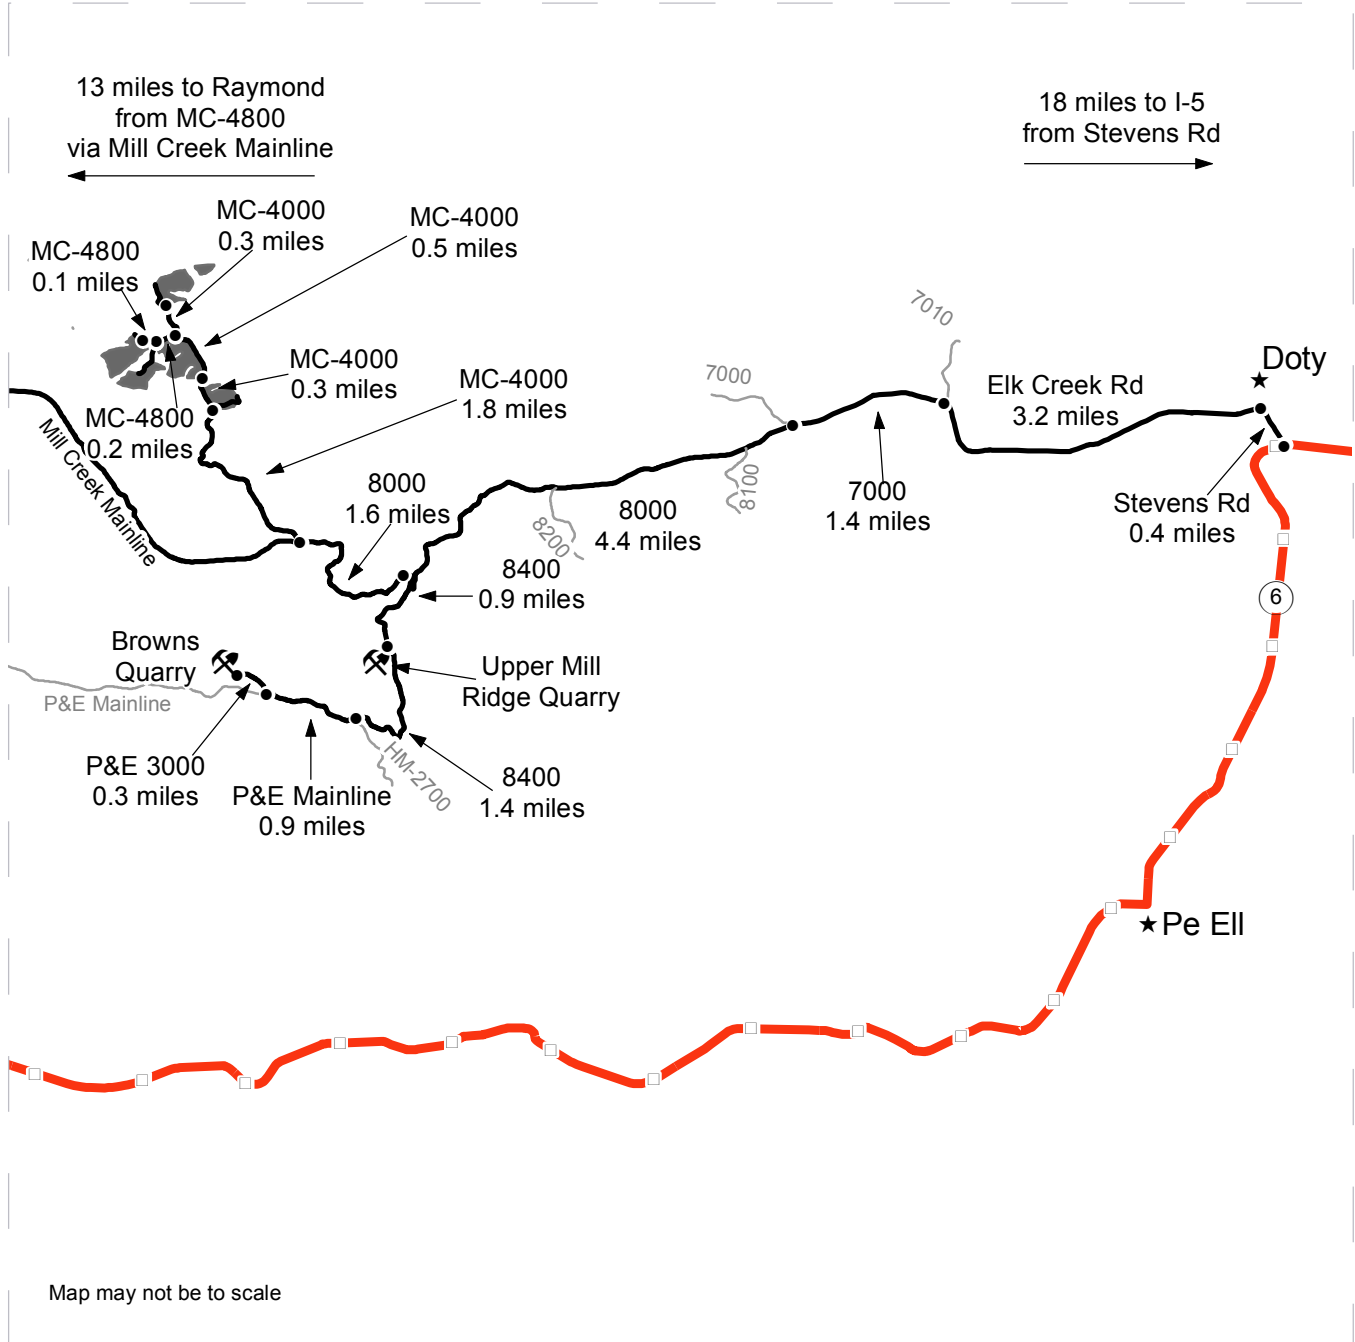 13 miles to Raymond
from MC-4800
via Mill Creek Mainline
18 miles to I-5
from Stevens Rd
MC-4000
0.3 miles
MC-4000
0.5 miles
MC-4800
0.1 miles
MC-4000
0.3 miles
MC-4000
1.8 miles
MC-4800
0.2 miles
Mill Creek Mainline
7000
7010
Elk Creek Rd
3.2 miles
Doty
8000
1.6 miles
8200
8000
4.4 miles
8100
7000
1.4 miles
Stevens Rd
0.4 miles
8400
0.9 miles
6
Browns
Quarry
P&E Mainline
Upper Mill
Ridge Quarry
P&E 3000
0.3 miles
P&E Mainline
0.9 miles
HM-2700
8400
1.4 miles
Pe Ell
Map may not be to scale